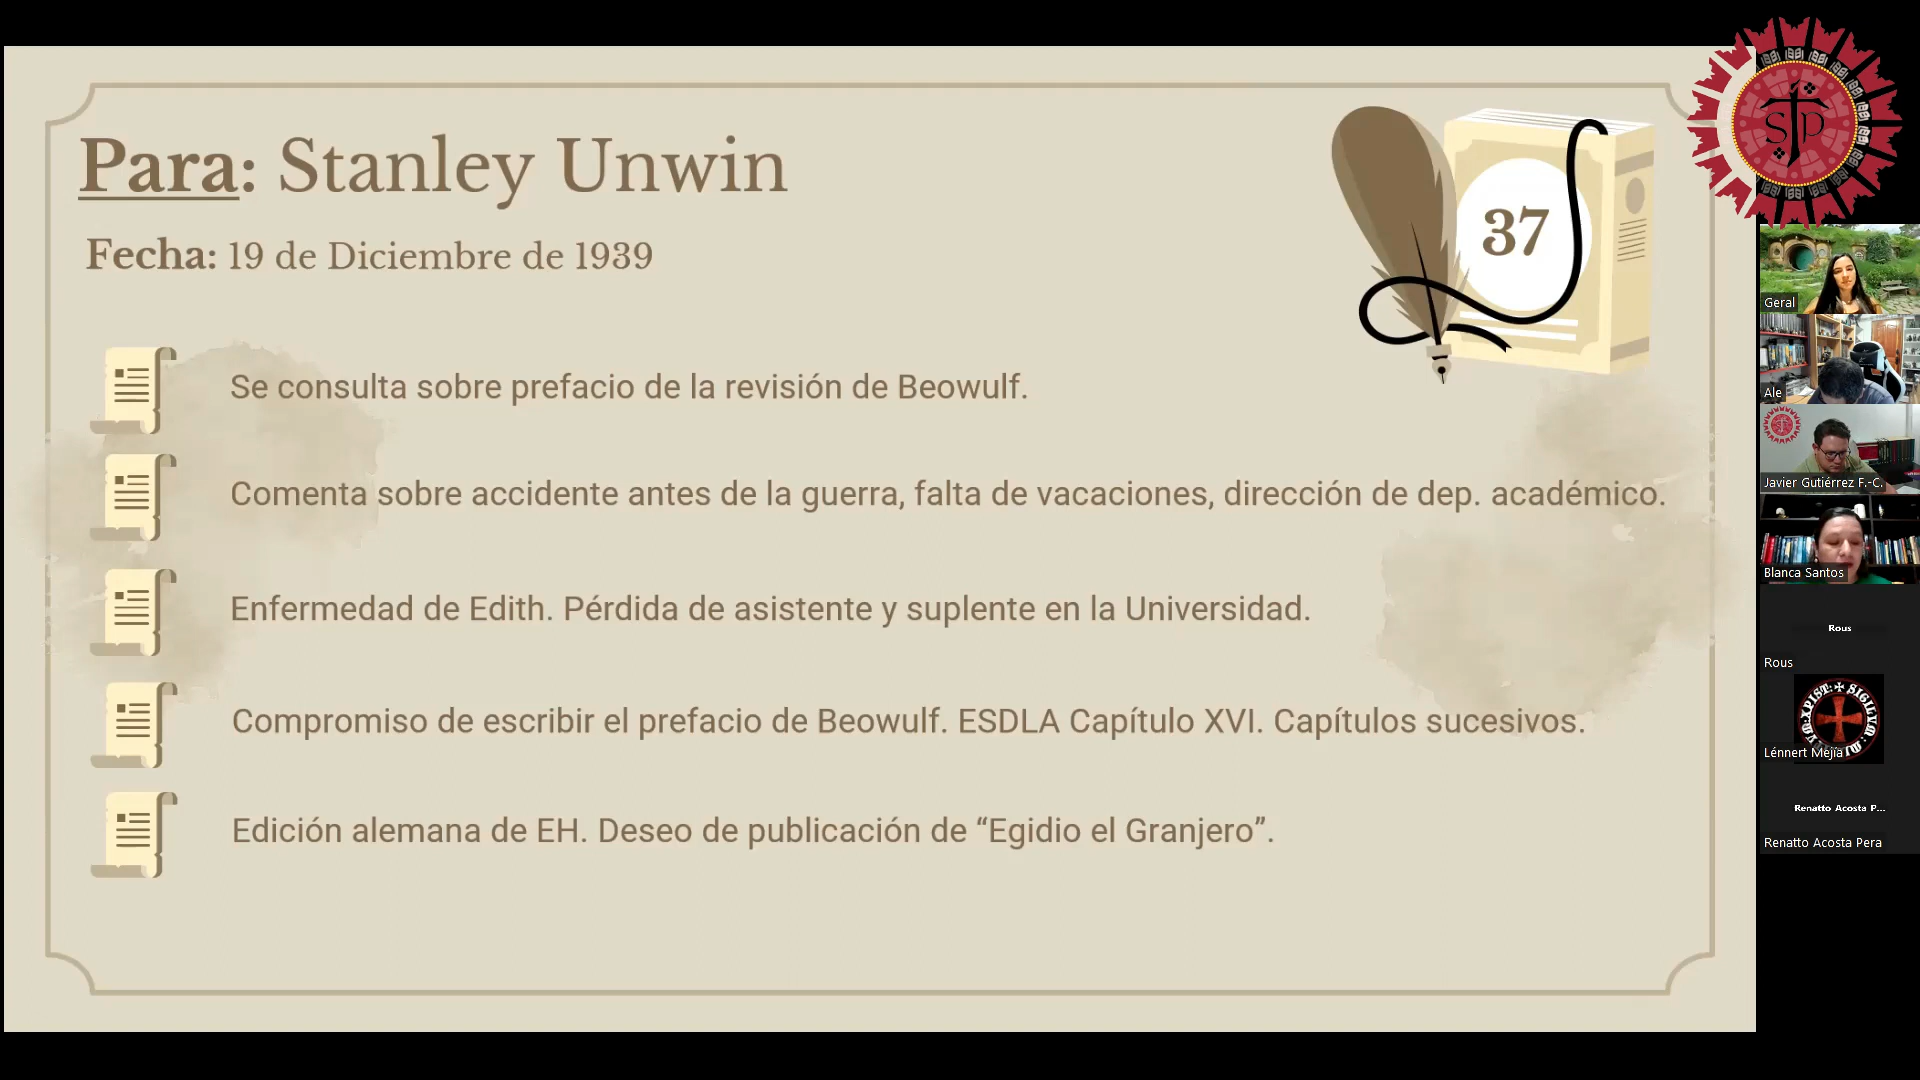 Para: Stanley Unwin
Fecha: 19 de Diciembre de 1939
37
Se consulta sobre prefacio de la revisión de Beowulf.
Comenta sobre accidente antes de la guerra, falta de vacaciones, dirección de dep. académico.
Enfermedad de Edith. Pérdida de asistente y suplente en la Universidad.
Compromiso de escribir el prefacio de Beowulf. ESDLA Capítulo XVI. Capítulos sucesivos.
Edición alemana de EH. Deseo de publicación de “Egidio el Granjero”.
STP
Geral
Ale
Javier Gutiérrez F.-C.
Blanca Santos
Rous
Rous
Lénnert Mejía
Renatto Acosta P...
Renatto Acosta Pera